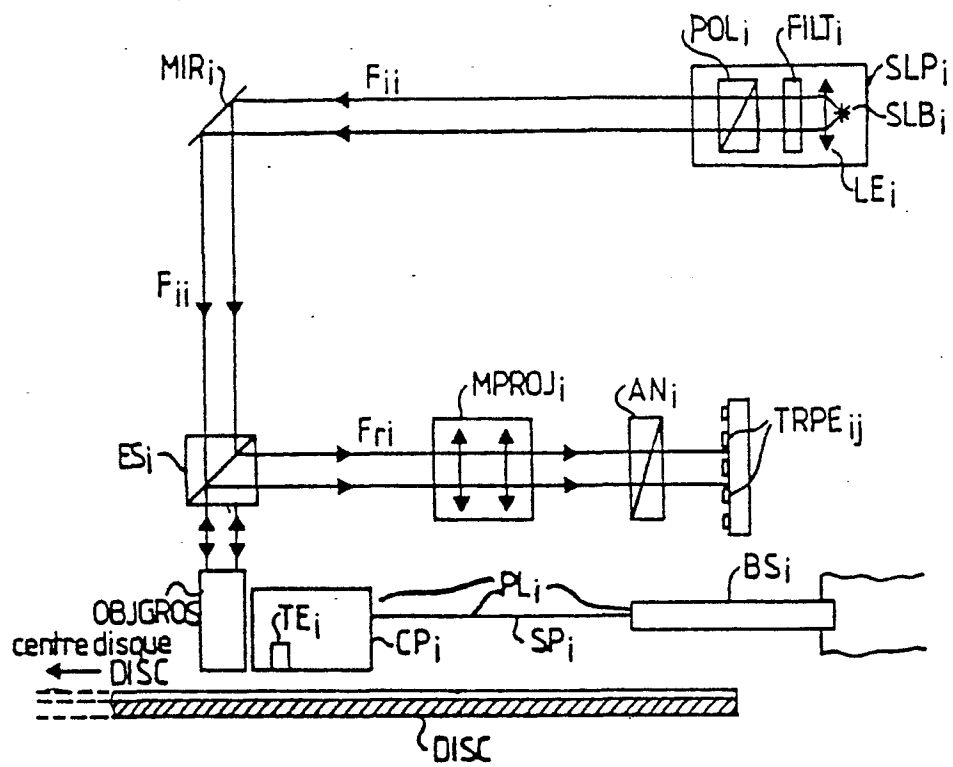 POLi
FILTi
MIRi
Fii
SLPi
SLBi
LEi
Fii
MPROJi
ANi
TRPEij
Fri
ESi
BSi
PLi
OBJGROS
TEi
CPi
SPi
centre disque
DISC
DISC